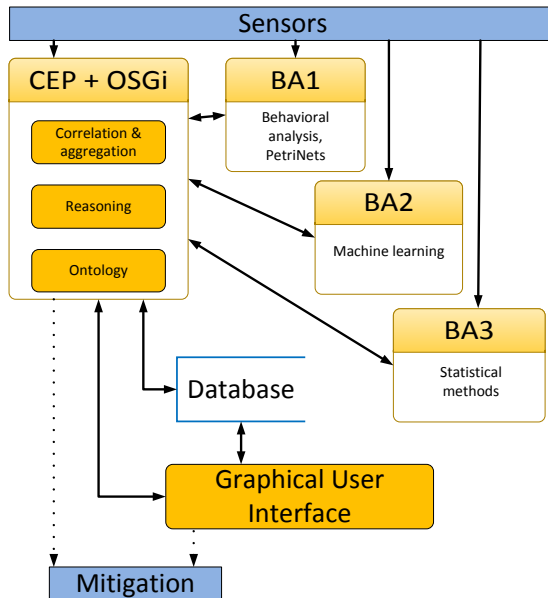 Sensors
CEP + OSGi
Correlation &
aggregation
Reasoning
Ontology
BA1
Behavioral
analysis,
PetriNets
BA2
Machine learning
BA3
Statistical
methods
Database
Graphical User
Interface
Mitigation